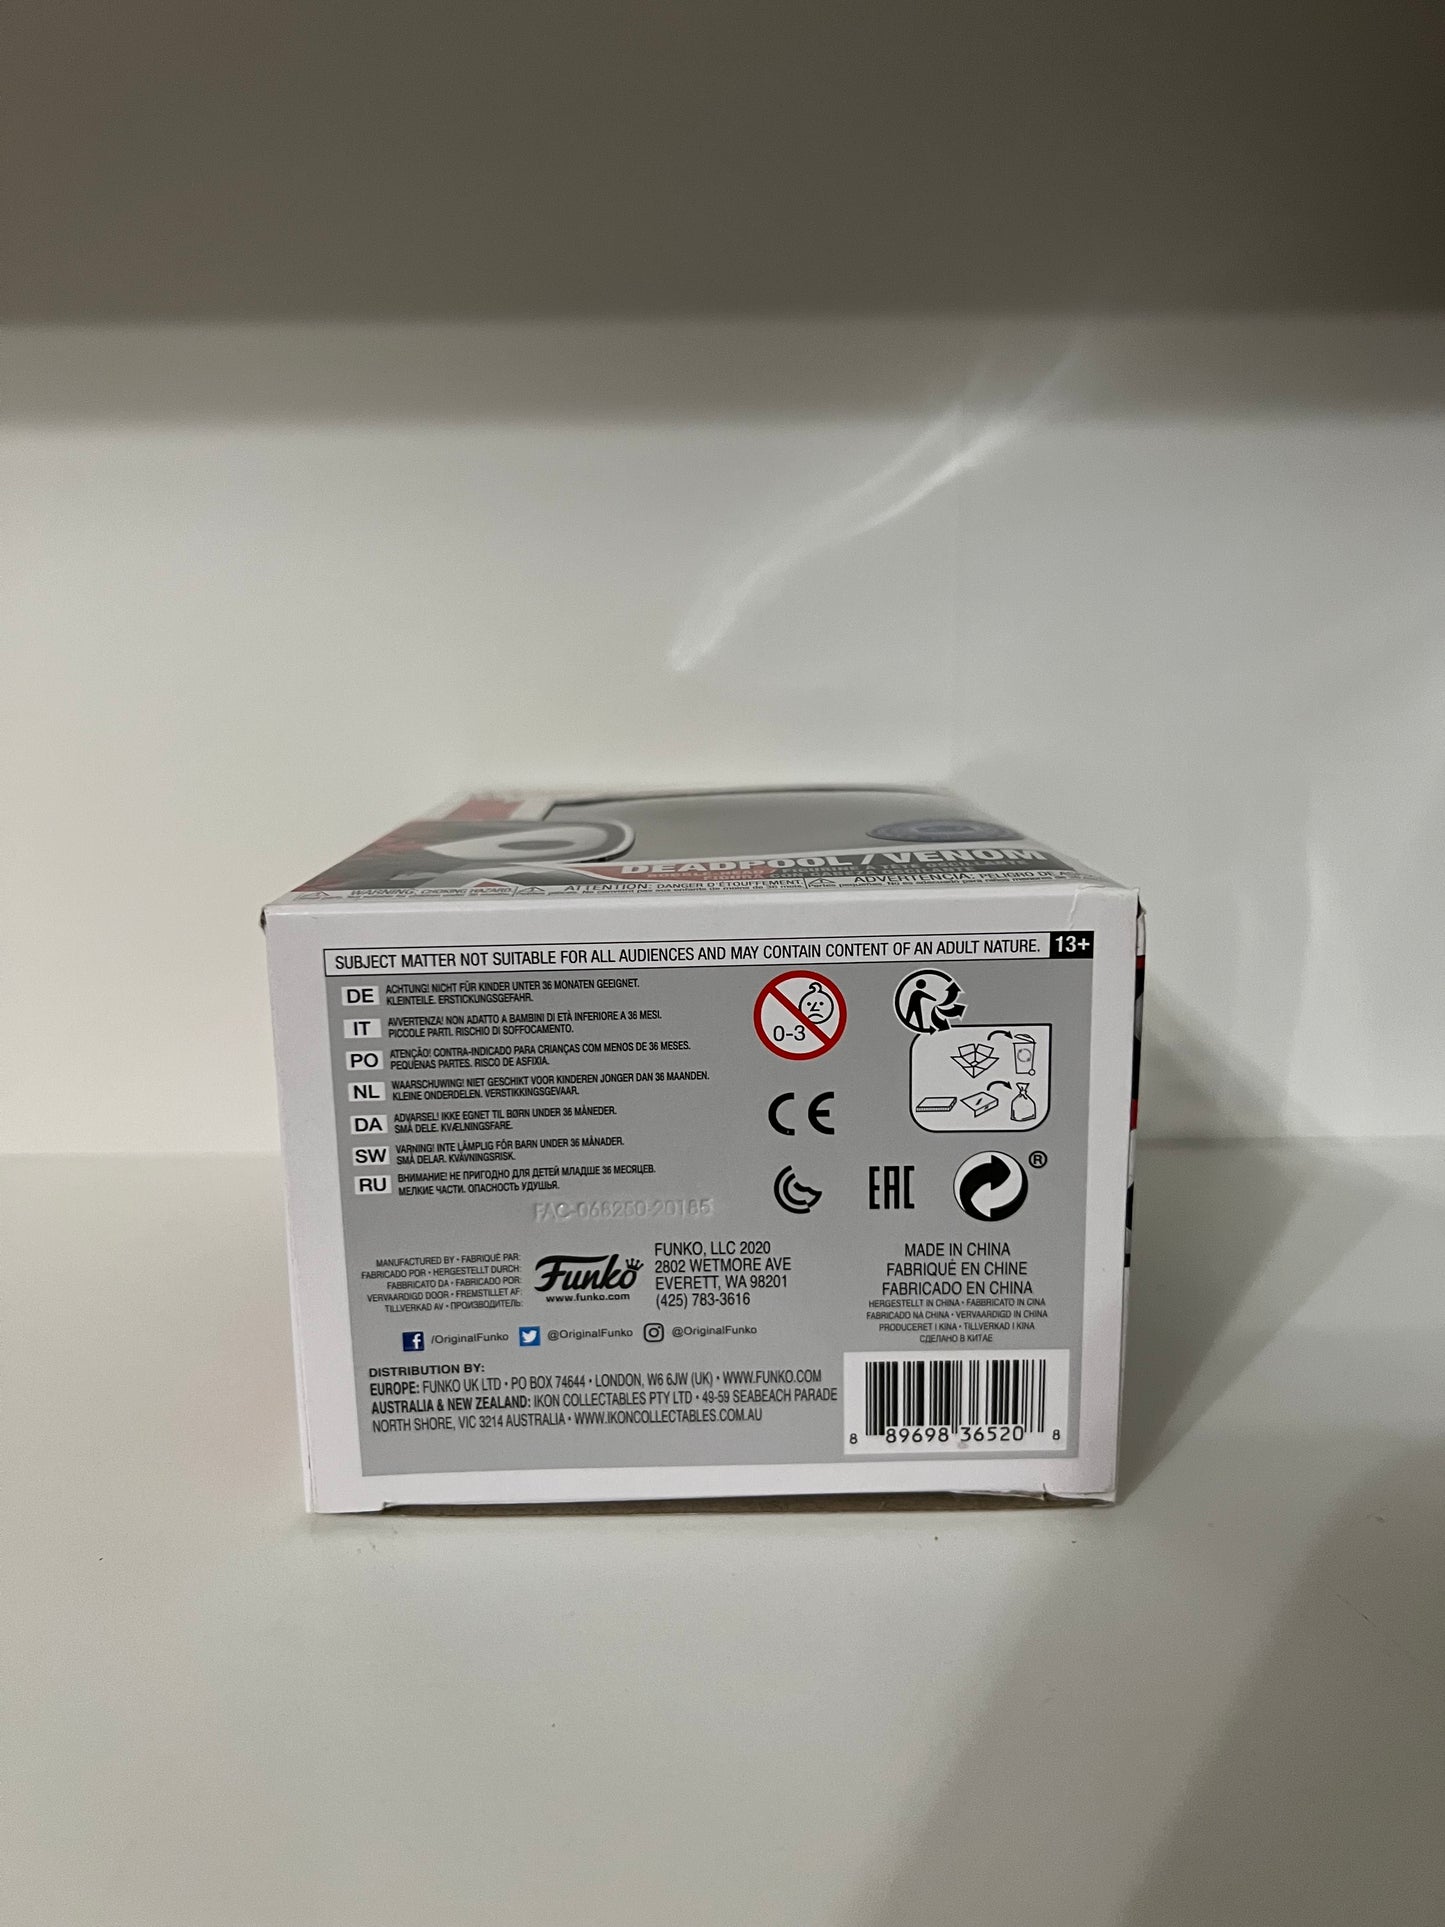 DEADPOOL / VENOM
BOBBLE-HEAD / FIGURINE À TÊTE OSCILLANTE
FIGURA CON CABEZA
WARNING: CHOKING HAZARD.
ATTENTION: DANGER D'ÉTOUFFEMENT
ADVERTENCIA: PELIGRO DE
SUBJECT MATTER NOT SUITABLE FOR ALL AUDIENCES AND MAY CONTAIN CONTENT OF AN ADULT NATURE. 13+
DE ACHTUNG! NICHT FÜR KINDER UNTER 36 MONATEN GEEIGNET.
KLEINTEILE. ERSTICKUNGSGEFAHR.
IT AVVERTENZA! NON ADATTO A BAMBINI DI ETÀ INFERIORE A 36 MESI.
PICCOLE PARTI. RISCHIO DI SOFFOCAMENTO.
PO ATENÇÃO! CONTRA-INDICADO PARA CRIANÇAS COM MENOS DE 36 MESES.
PEQUENAS PARTES. RISCO DE ASFIXIA.
NL WAARSCHUWING! NIET GESCHIKT VOOR KINDEREN JONGER DAN 36 MAANDEN.
KLEINE ONDERDELEN. VERSTIKKINGSGEVAAR.
DA ADVARSEL! IKKE EGNET TIL BØRN UNDER 36 MÅNEDER.
SMÅ DELE. KVÆLNINGSFARE.
SW VARNING! INTE LÄMPLIG FÖR BARN UNDER 36 MÅNADER.
SMÅ DELAR. KVÄVNINGSRISK.
RU ВНИМАНИЕ! НЕ ПРИГОДНО ДЛЯ ДЕТЕЙ МЛАДШЕ 36 МЕСЯЦЕВ.
МЕЛКИЕ ЧАСТИ. ОПАСНОСТЬ УДУШЬЯ.
FAC-068250-20185
0-3
CE
EAC
®
MANUFACTURED BY • FABRIQUÉ PAR:
FABRICADO POR • HERGESTELLT DURCH:
FABBRICATO DA • FABRICADO POR:
VERVAARDIGD DOOR • FREMSTILLET AF:
TILLVERKAD AV • ПРОИЗВОДИТЕЛЬ:
Funko
www.funko.com
FUNKO, LLC 2020
2802 WETMORE AVE
EVERETT, WA 98201
(425) 783-3616
MADE IN CHINA
FABRIQUÉ EN CHINE
FABRICADO EN CHINA
HERGESTELLT IN CHINA • FABBRICATO IN CINA
FABRICADO NA CHINA • VERVAARDIGD IN CHINA
PRODUCERET I KINA • TILLVERKAD I KINA
СДЕЛАНО В КИТАЕ
/OriginalFunko @OriginalFunko @OriginalFunko
DISTRIBUTION BY:
EUROPE: FUNKO UK LTD • PO BOX 74644 • LONDON, W6 6JW (UK) • WWW.FUNKO.COM
AUSTRALIA & NEW ZEALAND: IKON COLLECTABLES PTY LTD • 49-59 SEABEACH PARADE
NORTH SHORE, VIC 3214 AUSTRALIA • WWW.IKONCOLLECTABLES.COM.AU
8 89698 36520 8